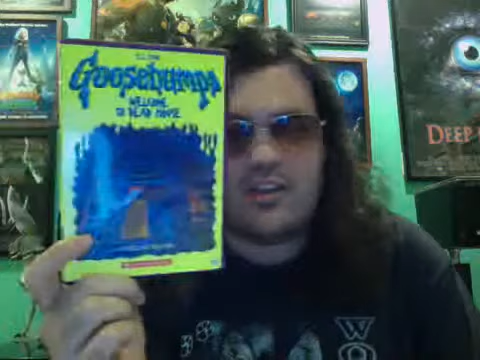 R.L. STINE
Goosebumps
WELCOME
TO DEAD HOUSE
DEEP
W